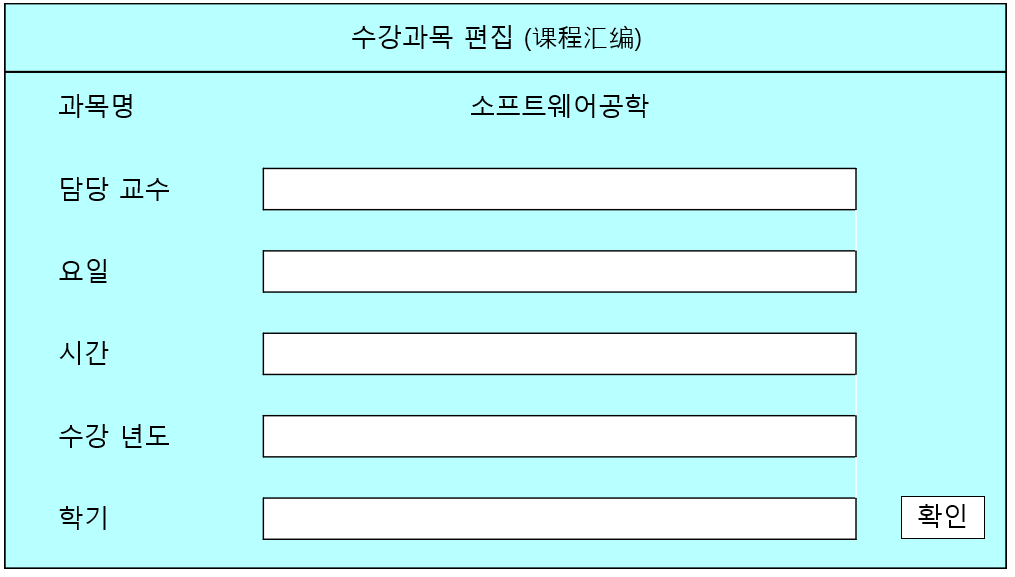 수강과목 편집 (课程汇编)
과목명 소프트웨어공학
담당 교수
요일
시간
수강 년도
학기 확인